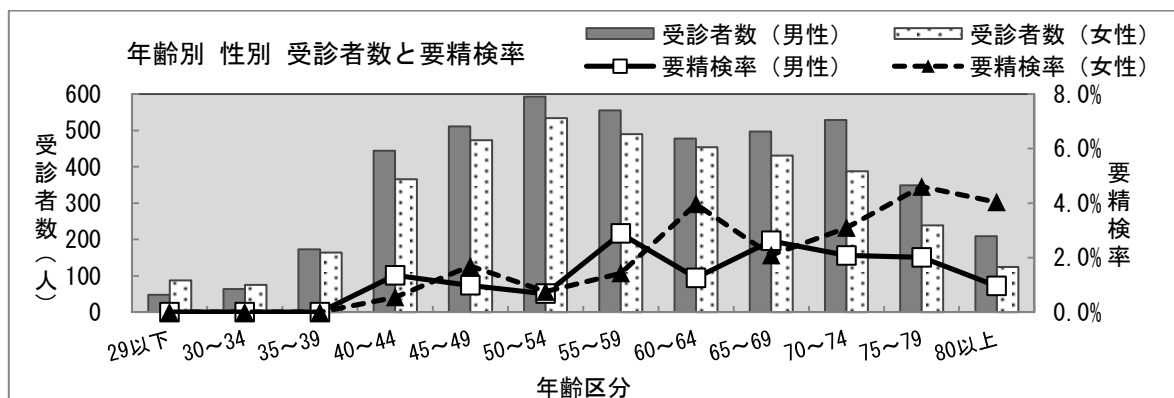 年齢別 性別 受診者数と要精検率
受診者数（男性）
受診者数（女性）
要精検率（男性）
要精検率（女性）
受診者数（人）
600
500
400
300
200
100
0
8.0%
6.0%
4.0%
2.0%
0.0%
要精検率
29以下
30～34
35～39
40～44
45～49
50～54
55～59
60～64
65～69
70～74
75～79
80以上
年齢区分